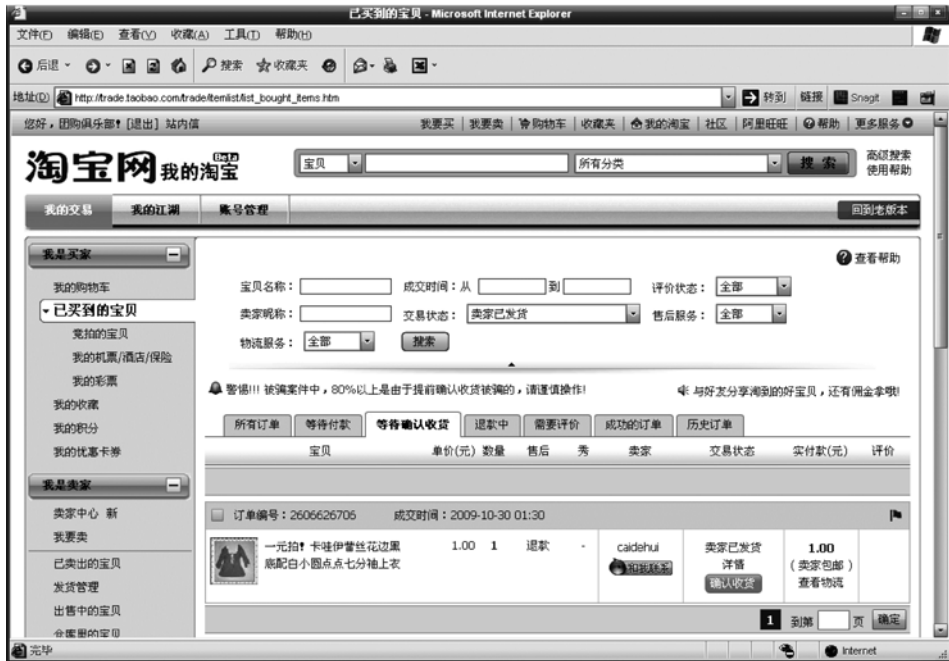 已买到的宝贝 - Microsoft Internet Explorer
文件(F) 编辑(E) 查看(V) 收藏(A) 工具(T) 帮助(H)
后退 搜索 收藏夹
地址(D) http://trade.taobao.com/trade/itemlist/list_bought_items.htm 转到 链接 SnagIt
您好，团购俱乐部! [退出] 站内信 我要买 我要卖 购物车 收藏夹 我的淘宝 社区 阿里旺旺 帮助 更多服务
淘宝网 我的淘宝 Beta 宝贝 所有分类 搜索 高级搜索
使用帮助
我的交易 我的江湖 账号管理 回到老版本
我是买家
我的购物车
已买到的宝贝
竞拍的宝贝
我的机票/酒店/保险
我的彩票
我的收藏
我的积分
我的优惠卡券
我是卖家
卖家中心 新
我要卖
已卖出的宝贝
发货管理
出售中的宝贝
仓库里的宝贝
查看帮助
宝贝名称： 成交时间：从 到 评价状态： 全部
卖家昵称： 交易状态： 卖家已发货 售后服务： 全部
物流服务： 全部 搜索
警惕!!! 被骗案件中，80%以上是由于提前确认收货被骗的，请谨慎操作! 与好友分享淘到的好宝贝，还有佣金拿哦!
所有订单 等待付款 等待确认收货 退款中 需要评价 成功的订单 历史订单
宝贝 单价(元) 数量 售后 秀 卖家 交易状态 实付款(元) 评价
订单编号：2606626706 成交时间：2009-10-30 01:30
一元拍! 卡哇伊蕾丝花边黑 1.00 1 退款 - caidehui 卖家已发货 1.00
底配白小圆点点七分袖上衣 和我联系 详情 (卖家包邮)
确认收货 查看物流
1 到第 页 确定
完毕 Internet